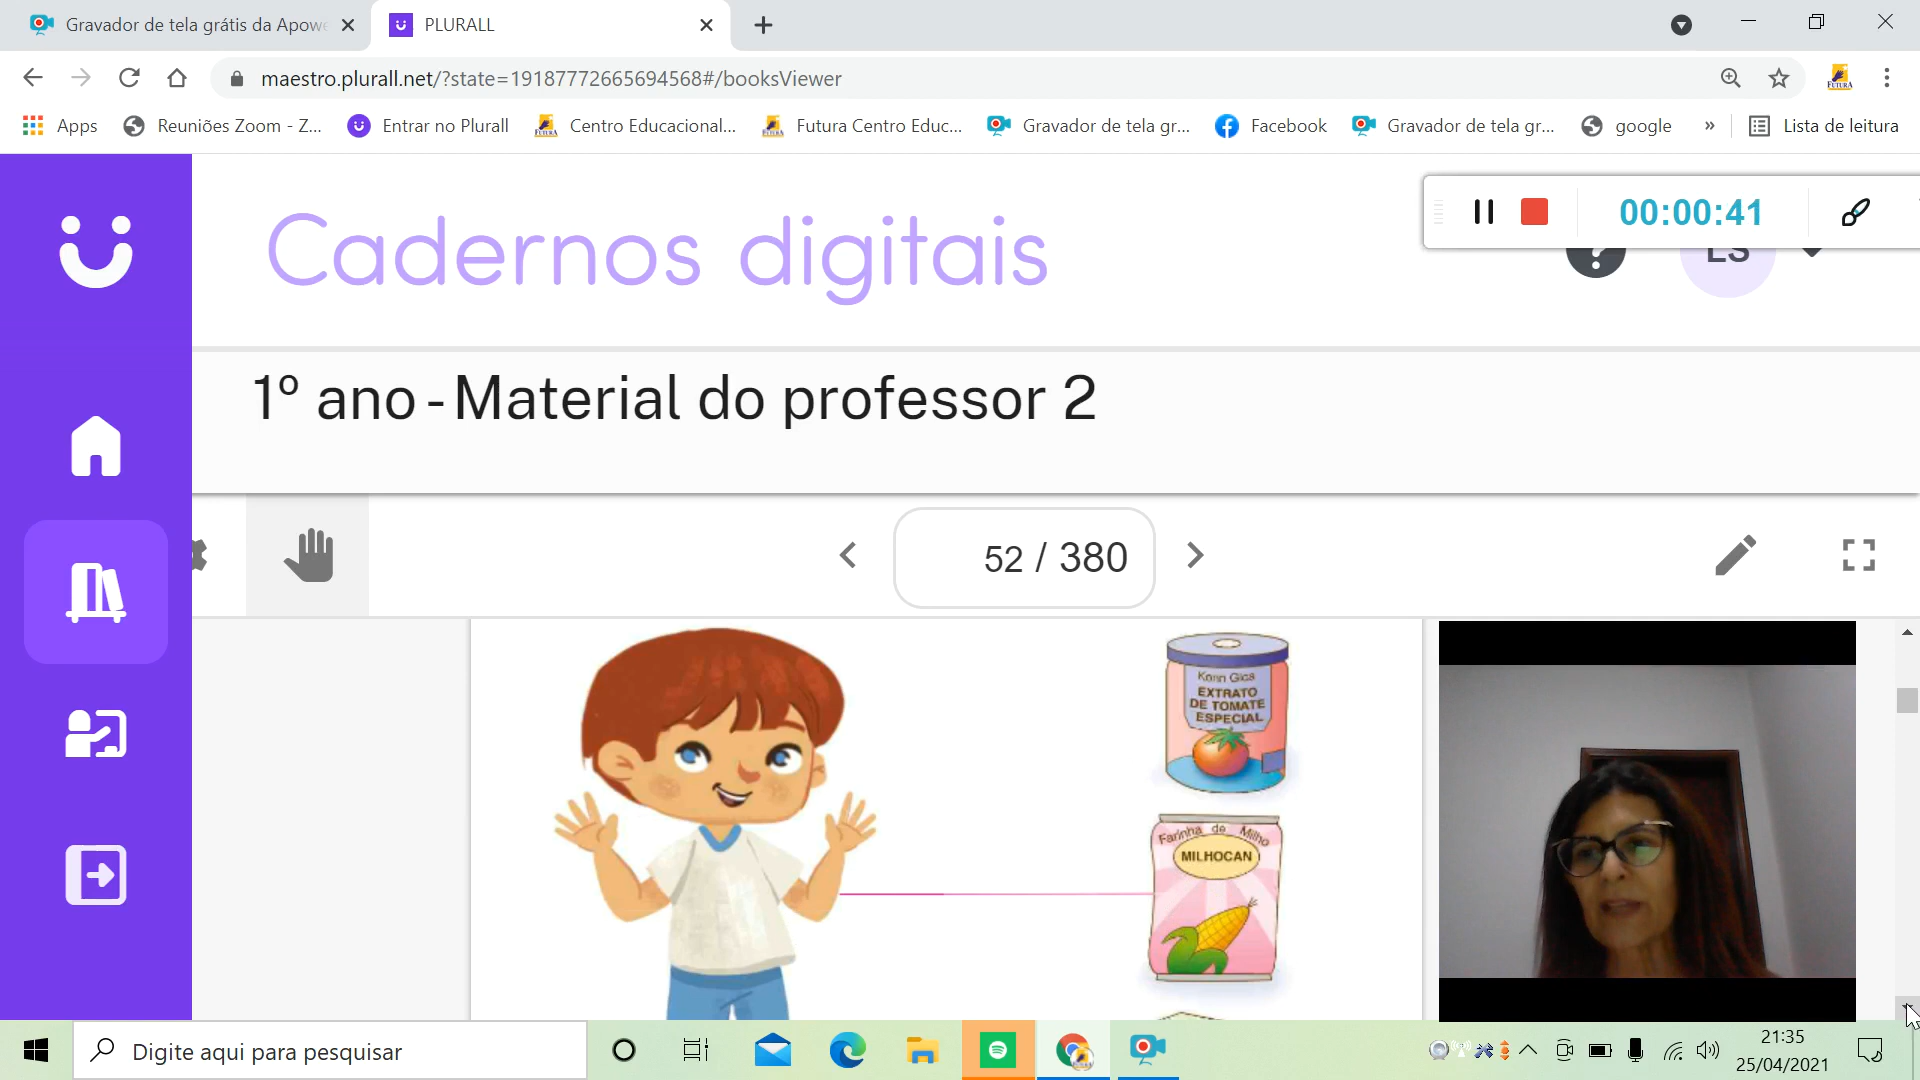 Gravador de tela grátis da Apowe
PLURALL
maestro.plurall.net/?state=19187772665694568#/booksViewer
Apps
Reuniões Zoom - Z...
Entrar no Plurall
Centro Educacional...
Futura Centro Educ...
Gravador de tela gr...
Facebook
Gravador de tela gr...
google
»
Lista de leitura
Cadernos digitais
00:00:41
?
LS
1º ano - Material do professor 2
52 / 380
EXTRATO
DE TOMATE
ESPECIAL
Farinha de Milho
MILHOCAN
Digite aqui para pesquisar
21:35
25/04/2021